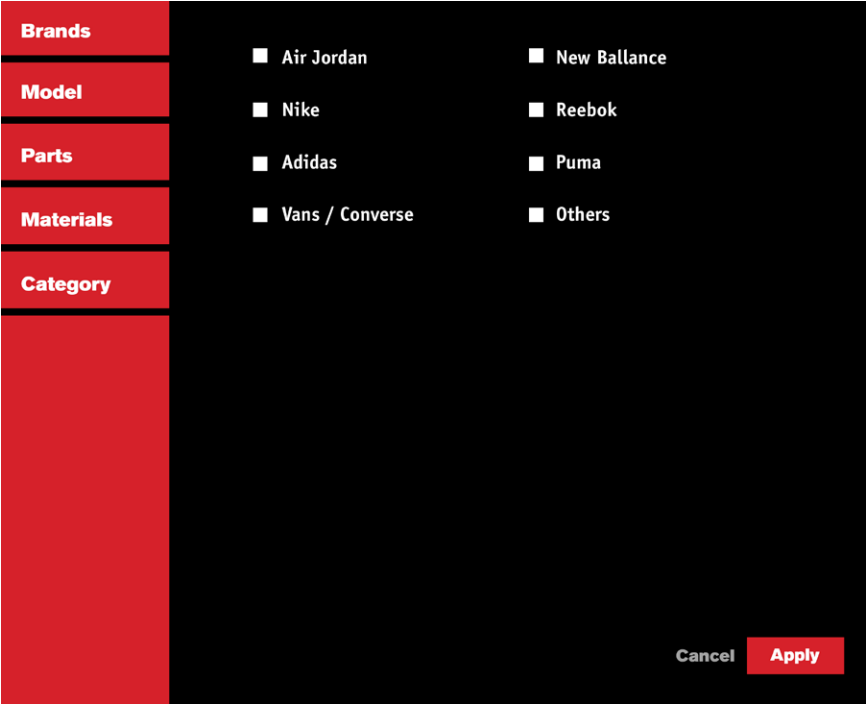 Brands
Model
Parts
Materials
Category
Air Jordan
Nike
Adidas
Vans / Converse
New Ballance
Reebok
Puma
Others
Cancel
Apply